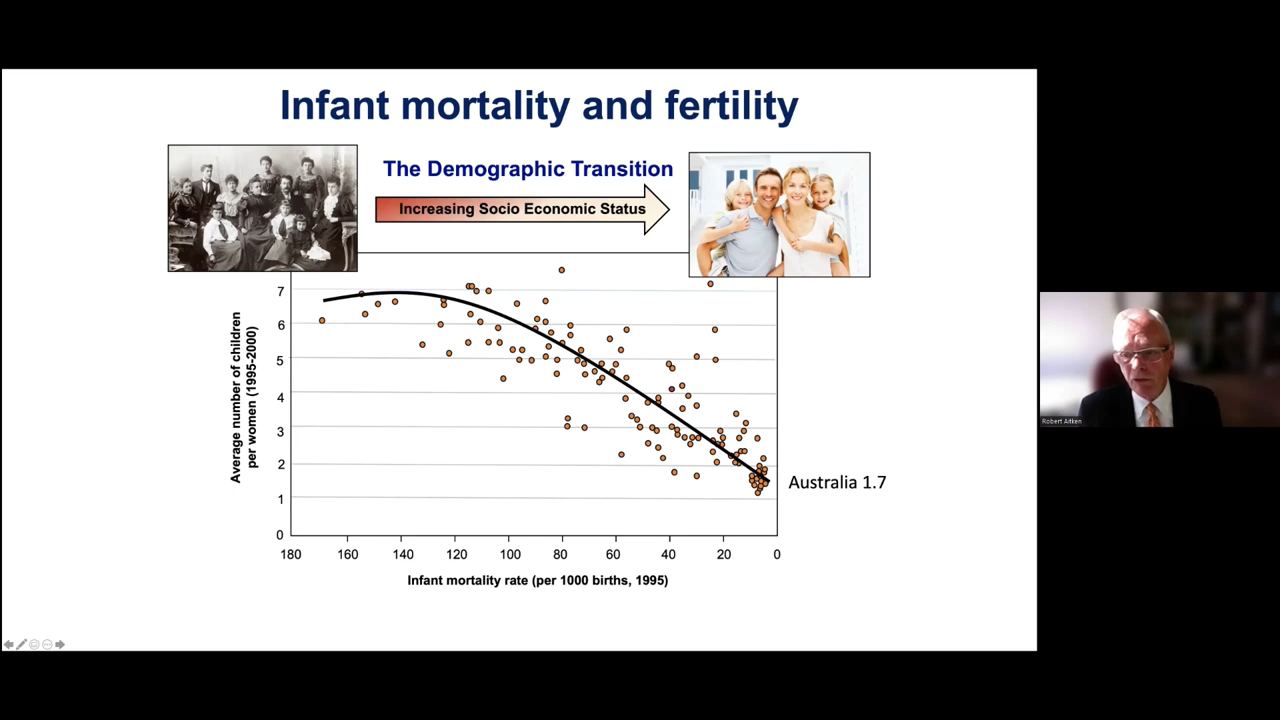 Infant mortality and fertility
The Demographic Transition
Increasing Socio Economic Status
Average number of children
per women (1995-2000)
7
6
5
4
3
2
1
0
180 160 140 120 100 80 60 40 20 0
Infant mortality rate (per 1000 births, 1995)
Australia 1.7
Robert Aitken